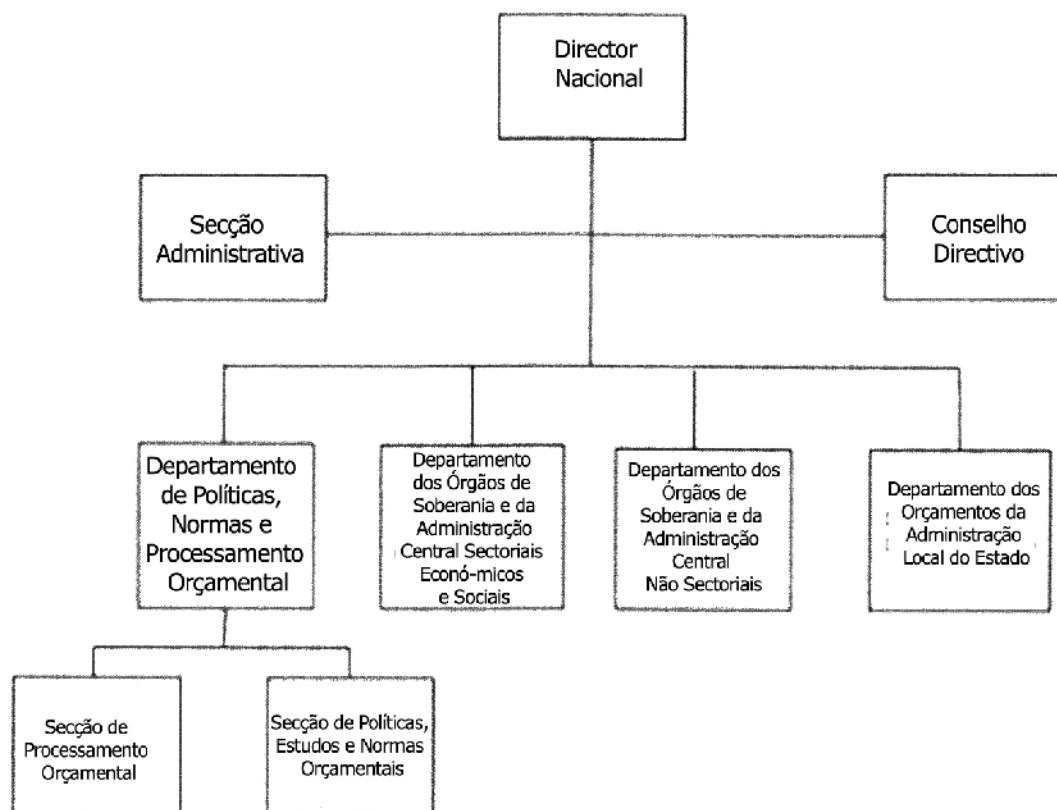 Director
Nacional
Secção
Administrativa
Conselho
Directivo
Departamento
de Políticas,
Normas e
Processamento
Orçamental
Departamento
dos Órgãos de
Soberania e da
Administração
Central Sectoriais
Econó-micos
e Sociais
Departamento dos
Órgãos de
Soberania e da
Administração
Central
Não Sectoriais
Departamento dos
Orçamentos da
Administração
Local do Estado
Secção de
Processamento
Orçamental
Secção de Políticas,
Estudos e Normas
Orçamentais